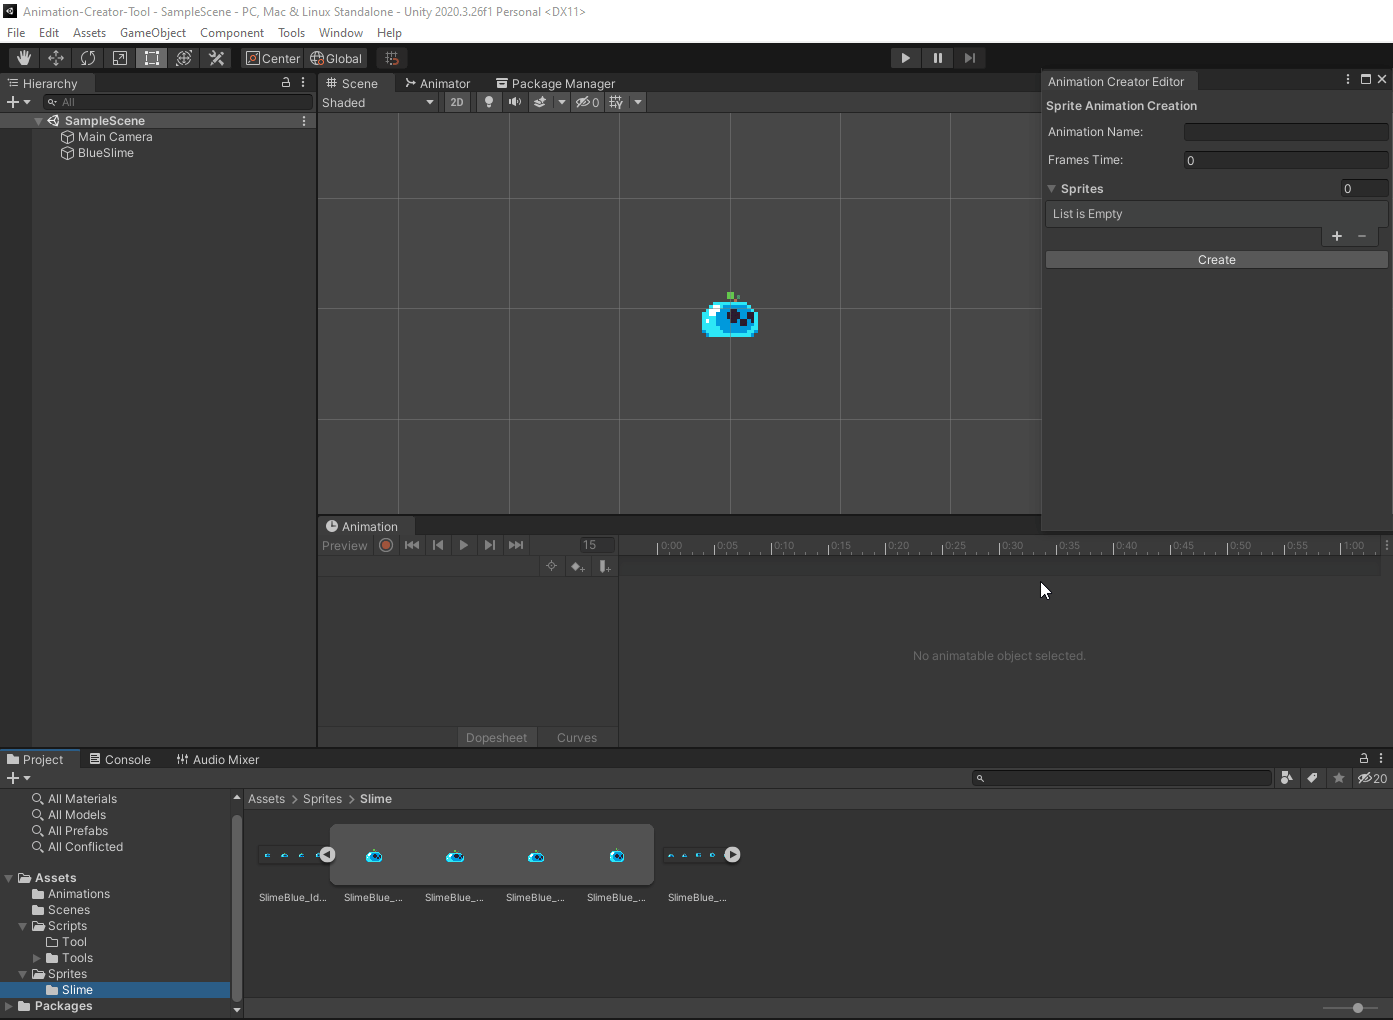 Animation-Creator-Tool - SampleScene - PC, Mac & Linux Standalone - Unity 2020.3.26f1 Personal <DX11>
File Edit Assets GameObject Component Tools Window Help
Center Global
Hierarchy
All
SampleScene
Main Camera
BlueSlime
Scene Animator Package Manager
Shaded 2D 0
Animation Creator Editor
Sprite Animation Creation
Animation Name:
Frames Time: 0
Sprites 0
List is Empty
+ −
Create
Animation
Preview 15 0:00 0:05 0:10 0:15 0:20 0:25 0:30 0:35 0:40 0:45 0:50 0:55 1:00
No animatable object selected.
Dopesheet Curves
Project Console Audio Mixer
20
All Materials
All Models
All Prefabs
All Conflicted
Assets
Animations
Scenes
Scripts
Tool
Tools
Sprites
Slime
Packages
Assets > Sprites > Slime
SlimeBlue_Id... SlimeBlue_... SlimeBlue_... SlimeBlue_... SlimeBlue_... SlimeBlue_...